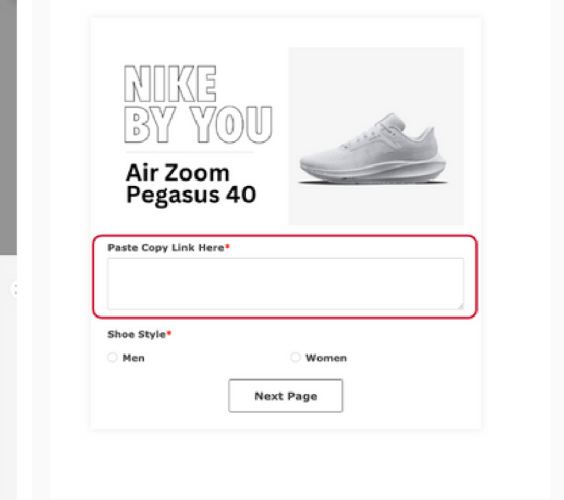 NIKE
BY YOU
Air Zoom
Pegasus 40
Paste Copy Link Here*
Shoe Style*
Men
Women
Next Page